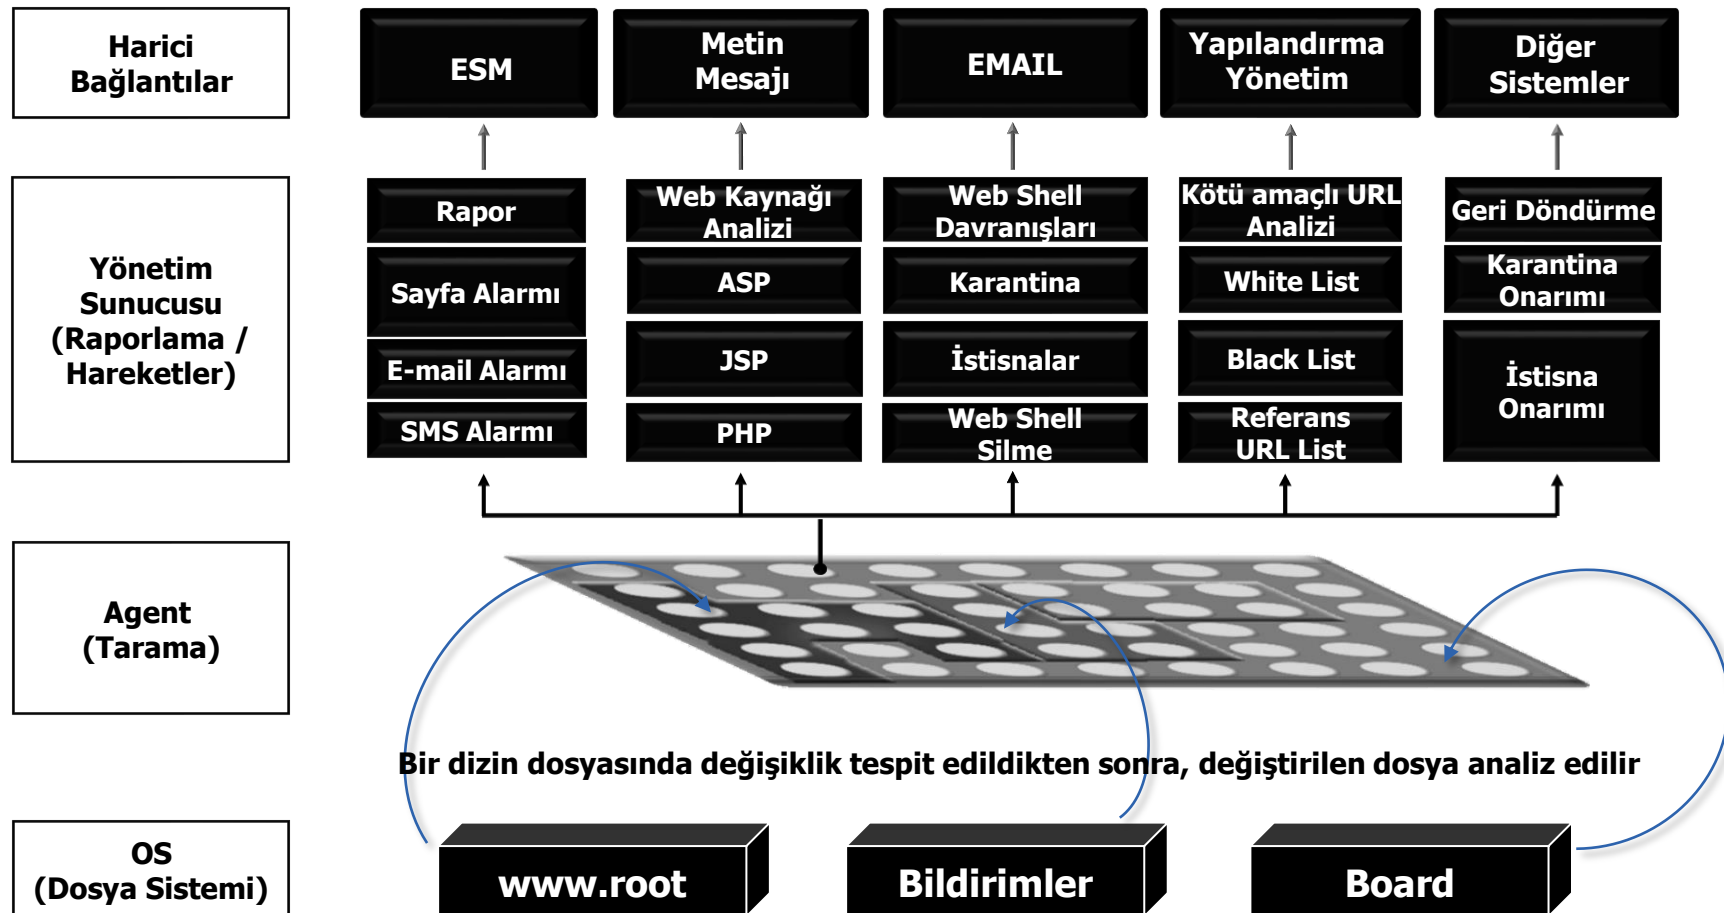 Harici
Bağlantılar
ESM
Metin
Mesajı
EMAIL
Yapılandırma
Yönetim
Diğer
Sistemler
Yönetim
Sunucusu
(Raporlama /
Hareketler)
Rapor
Sayfa Alarmı
E-mail Alarmı
SMS Alarmı
Web Kaynağı
Analizi
ASP
JSP
PHP
Web Shell
Davranışları
Karantina
İstisnalar
Web Shell
Silme
Kötü amaçlı URL
Analizi
White List
Black List
Referans
URL List
Geri Döndürme
Karantina
Onarımı
İstisna
Onarımı
Agent
(Tarama)
Bir dizin dosyasında değişiklik tespit edildikten sonra, değiştirilen dosya analiz edilir
OS
(Dosya Sistemi)
www.root
Bildirimler
Board